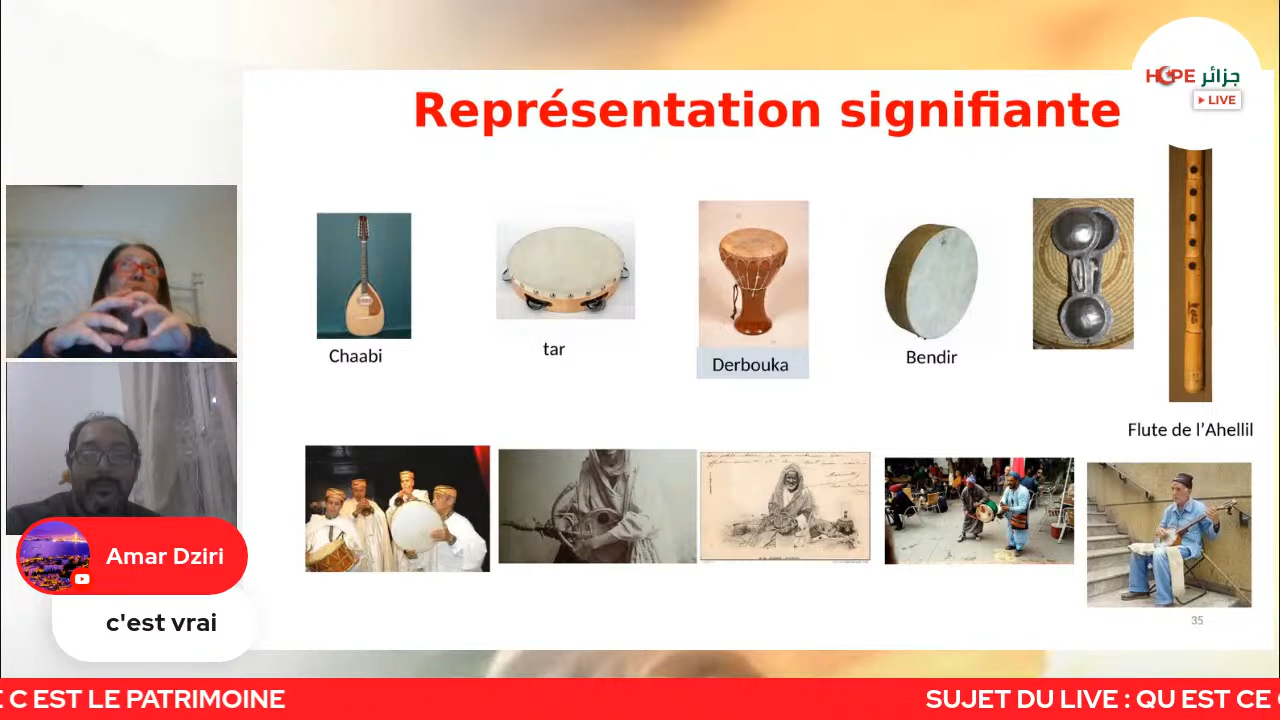 Représentation signifiante
HOPE جزائر
LIVE
Chaabi
tar
Derbouka
Bendir
Flute de l'Ahellil
35
Amar Dziri
c'est vrai
C EST LE PATRIMOINE
SUJET DU LIVE : QU EST CE